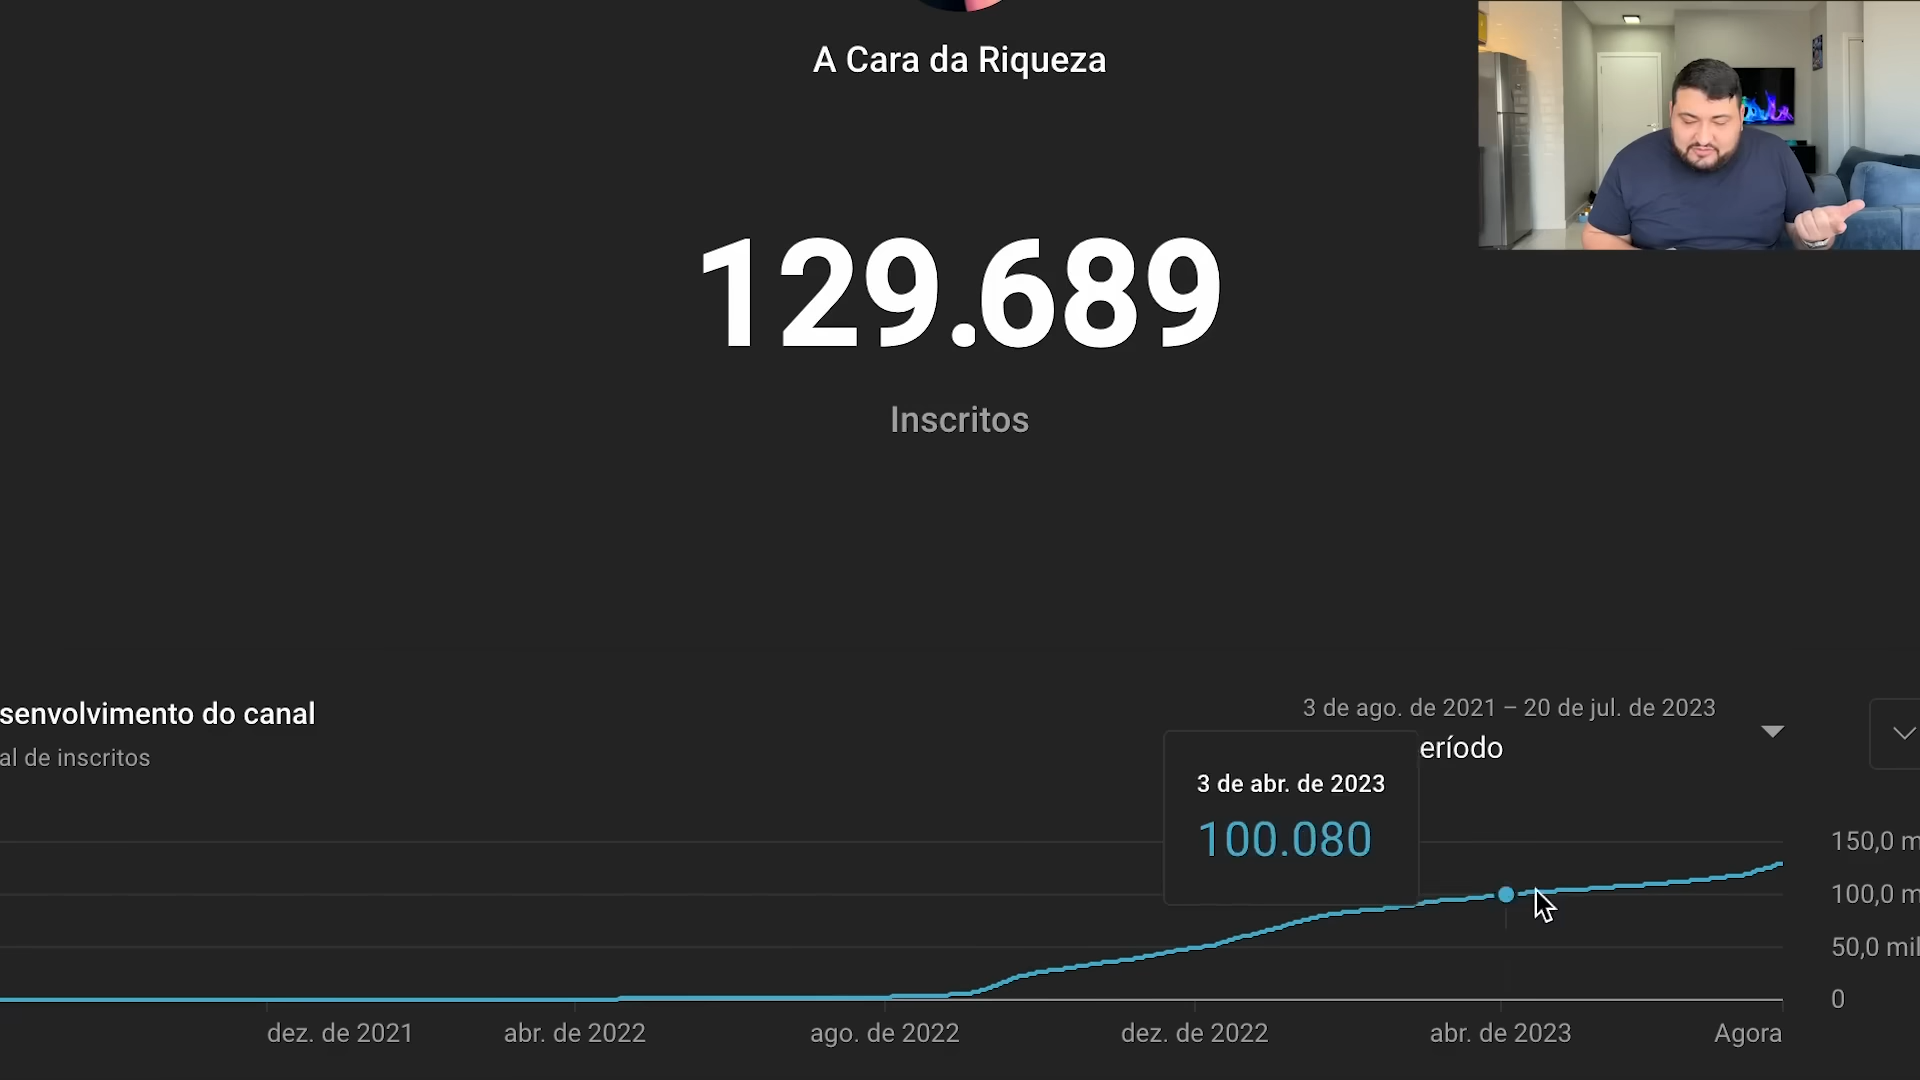 A Cara da Riqueza
129.689
Inscritos
senvolvimento do canal
al de inscritos
3 de ago. de 2021 – 20 de jul. de 2023
eríodo
3 de abr. de 2023
100.080
150,0 m
100,0 m
50,0 mil
0
dez. de 2021
abr. de 2022
ago. de 2022
dez. de 2022
abr. de 2023
Agora